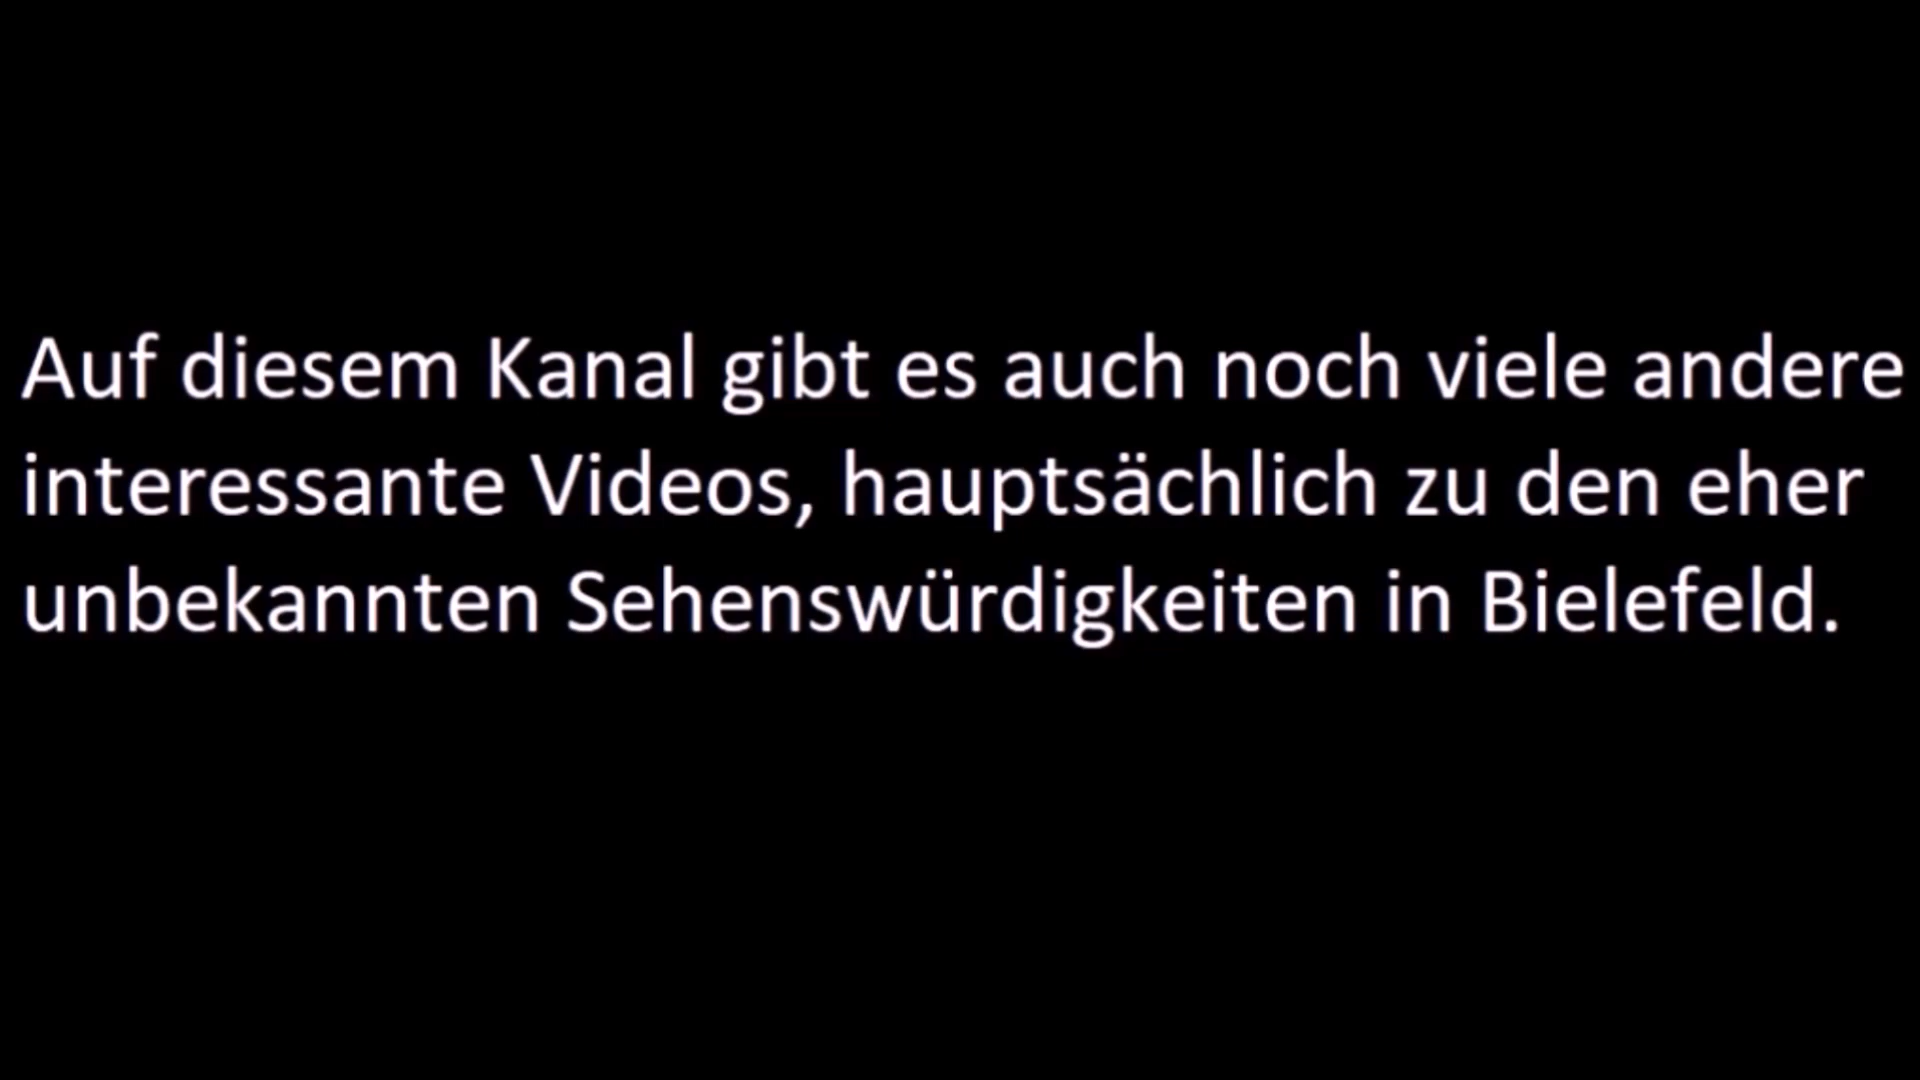 Auf diesem Kanal gibt es auch noch viele andere
interessante Videos, hauptsächlich zu den eher
unbekannten Sehenswürdigkeiten in Bielefeld.